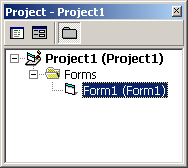 Project - Project1
Project1 (Project1)
Forms
Form1 (Form1)